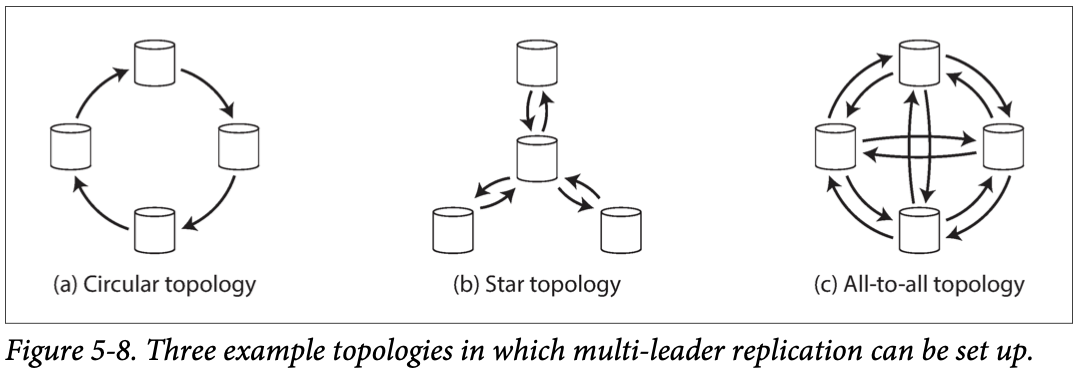 (a) Circular topology
(b) Star topology
(c) All-to-all topology
Figure 5-8. Three example topologies in which multi-leader replication can be set up.